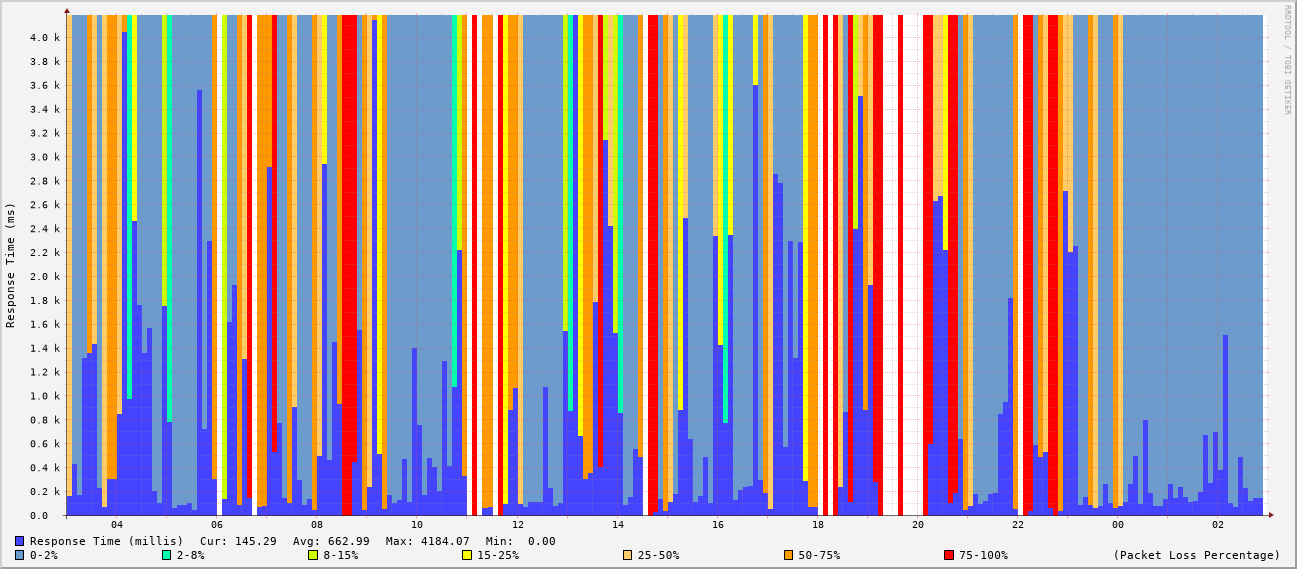 RRDTOOL / TOBI OETIKER
Response Time (ms)
4.0 k
3.8 k
3.6 k
3.4 k
3.2 k
3.0 k
2.8 k
2.6 k
2.4 k
2.2 k
2.0 k
1.8 k
1.6 k
1.4 k
1.2 k
1.0 k
0.8 k
0.6 k
0.4 k
0.2 k
0.0
04 06 08 10 12 14 16 18 20 22 00 02
Response Time (millis) Cur: 145.29 Avg: 662.99 Max: 4184.07 Min: 0.00
0-2% 2-8% 8-15% 15-25% 25-50% 50-75% 75-100% (Packet Loss Percentage)